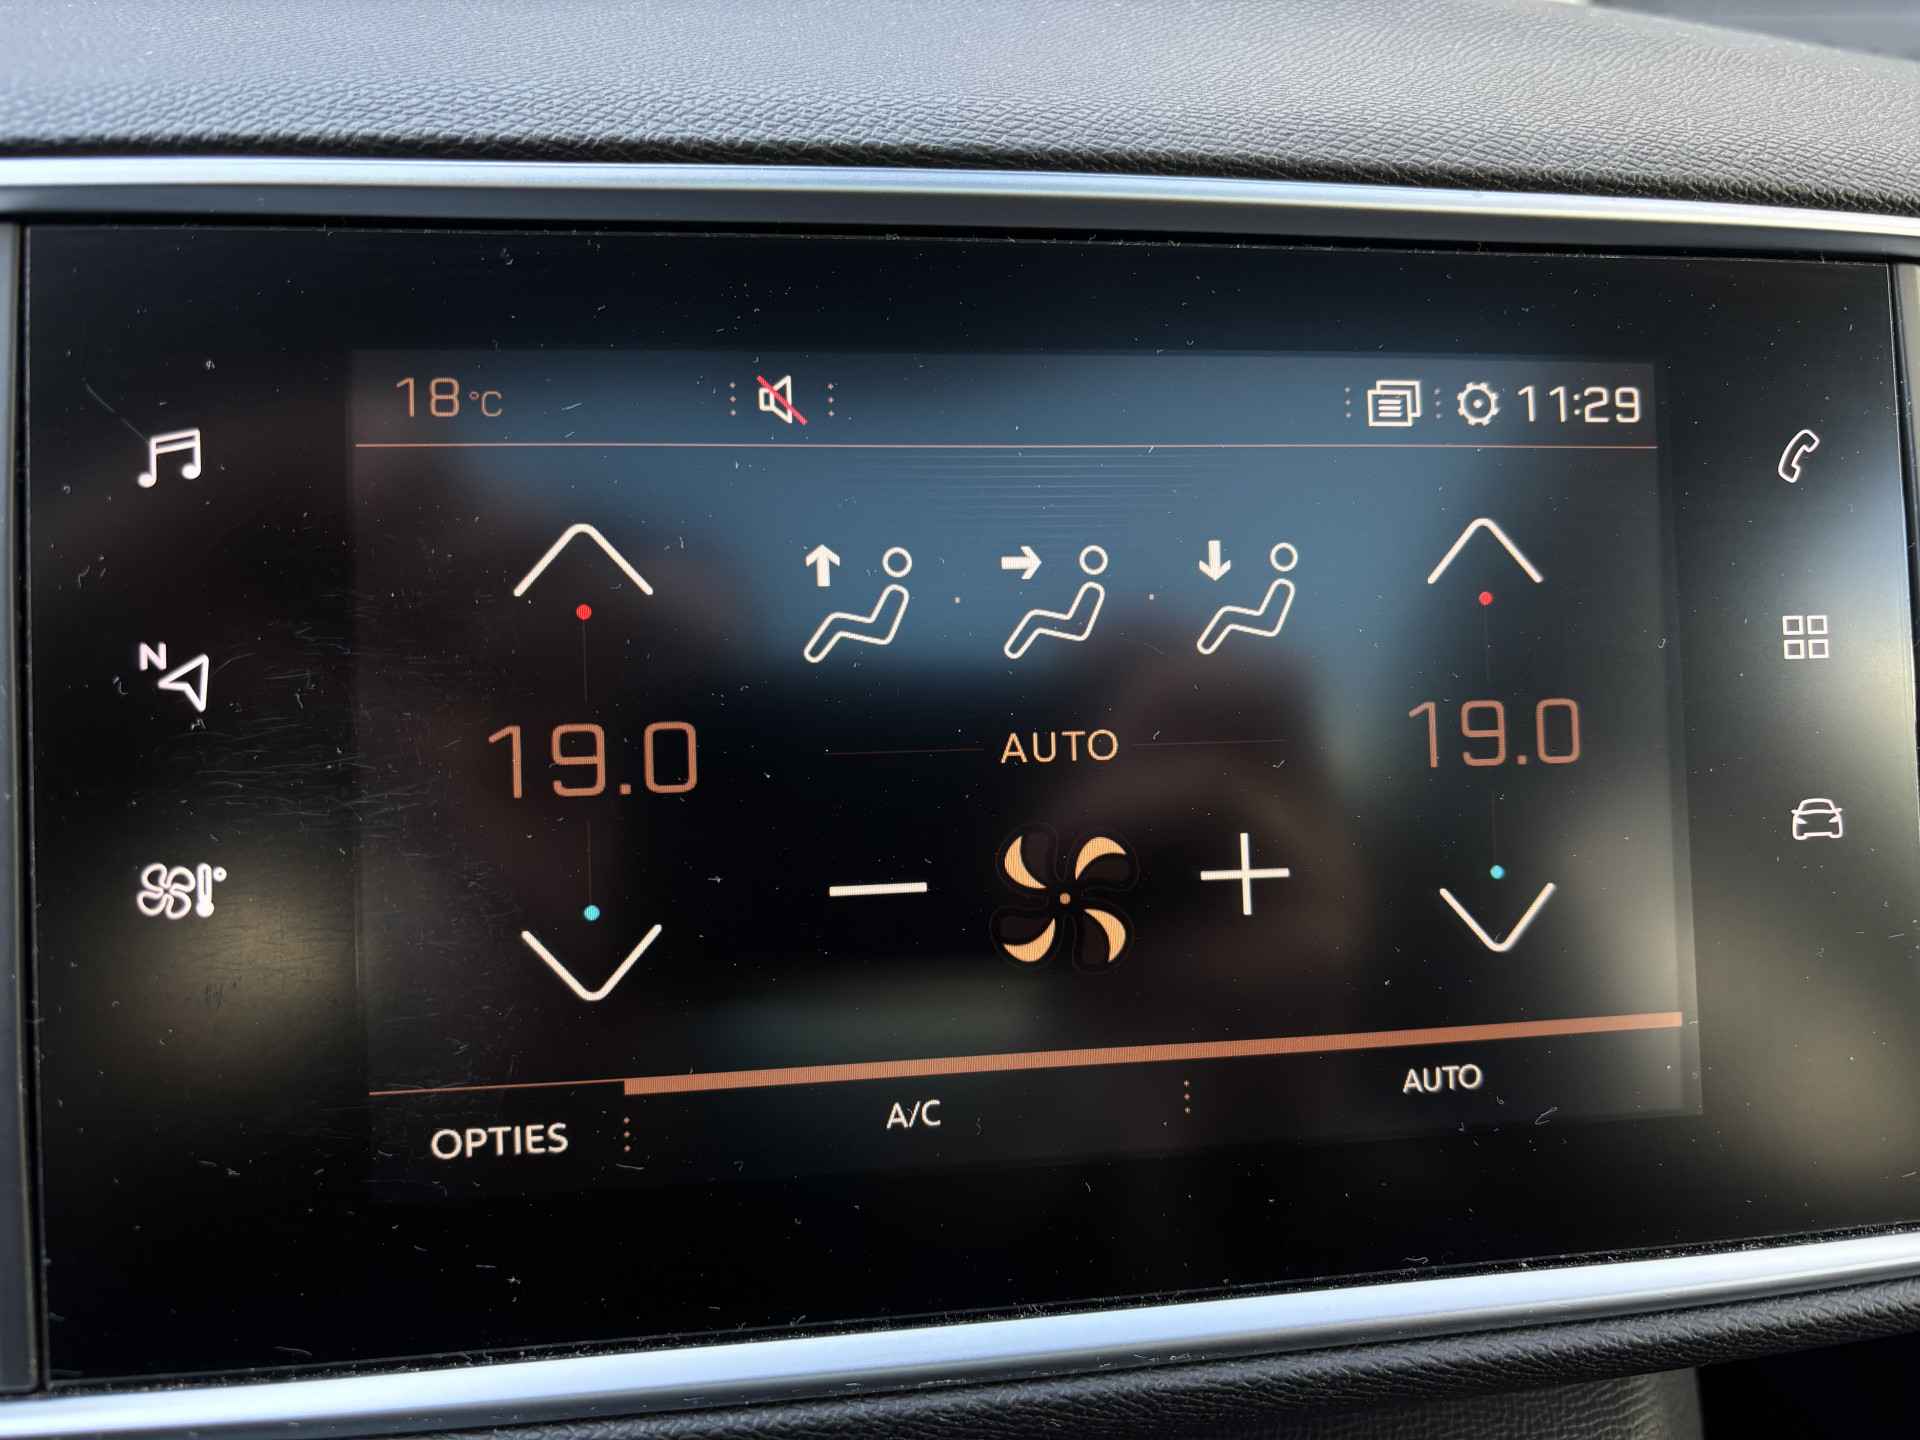 18 °C 11:29
N
19.0 AUTO 19.0
OPTIES A/C AUTO